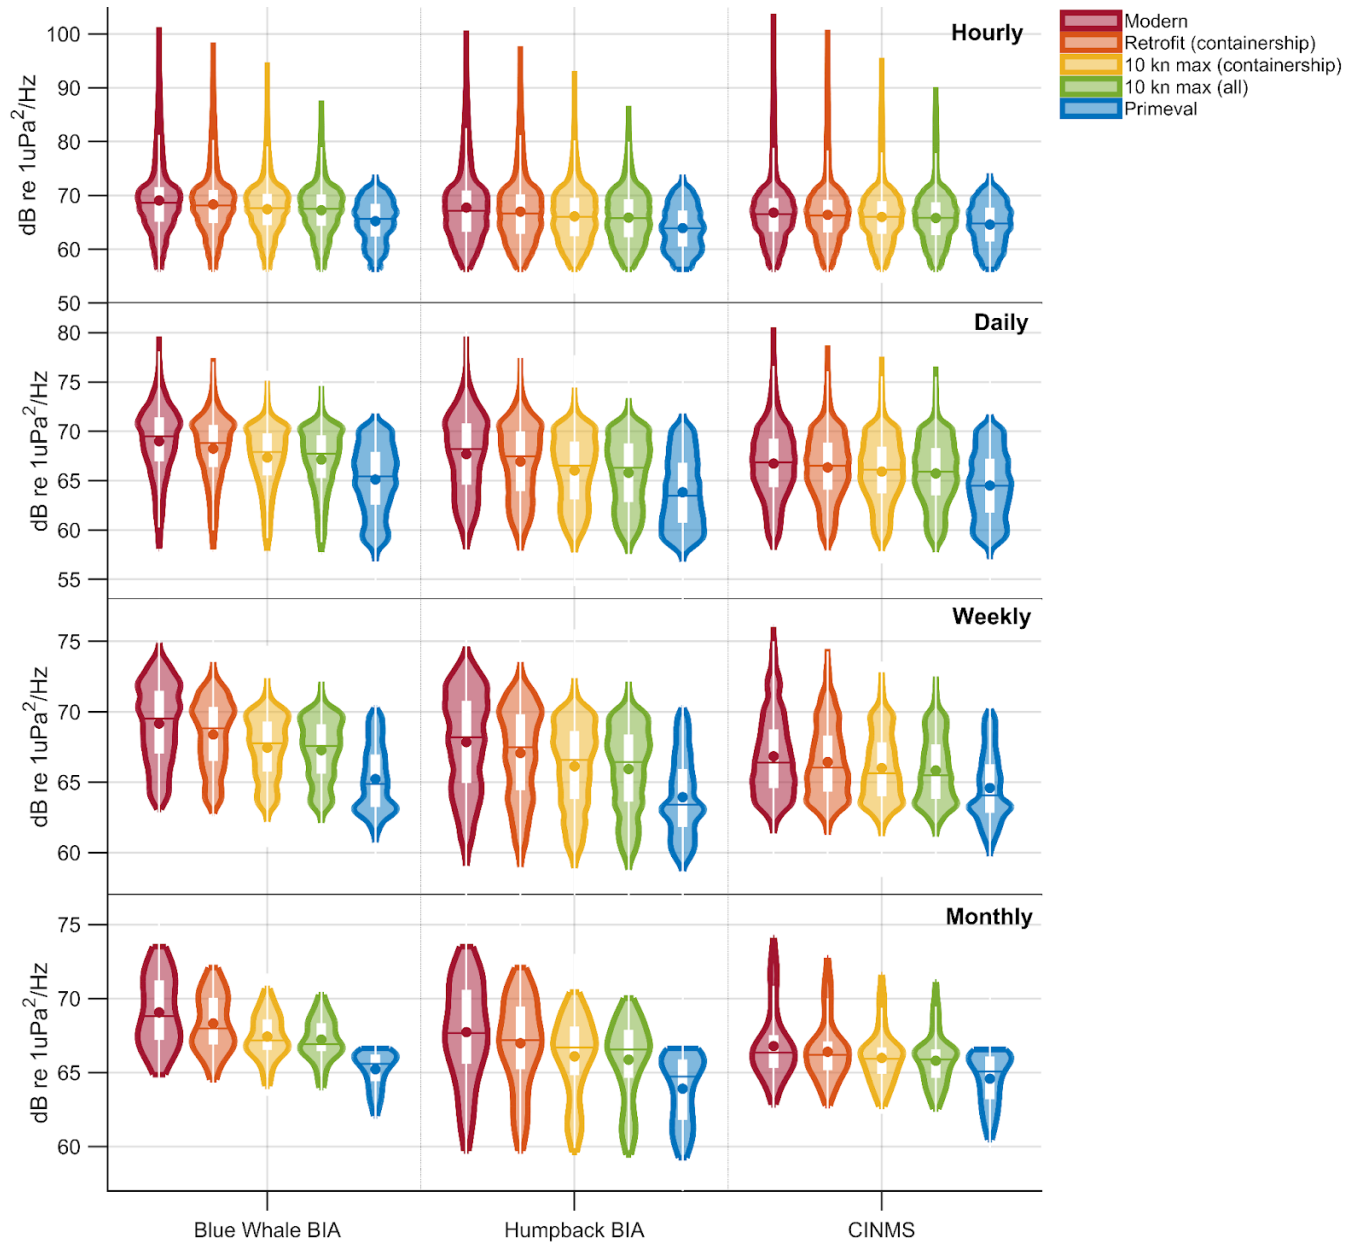 Modern
Retrofit (containership)
10 kn max (containership)
10 kn max (all)
Primeval
Hourly
dB re 1uPa²/Hz
100
90
80
70
60
50
Daily
dB re 1uPa²/Hz
80
75
70
65
60
55
Weekly
dB re 1uPa²/Hz
75
70
65
60
Monthly
dB re 1uPa²/Hz
75
70
65
60
Blue Whale BIA
Humpback BIA
CINMS